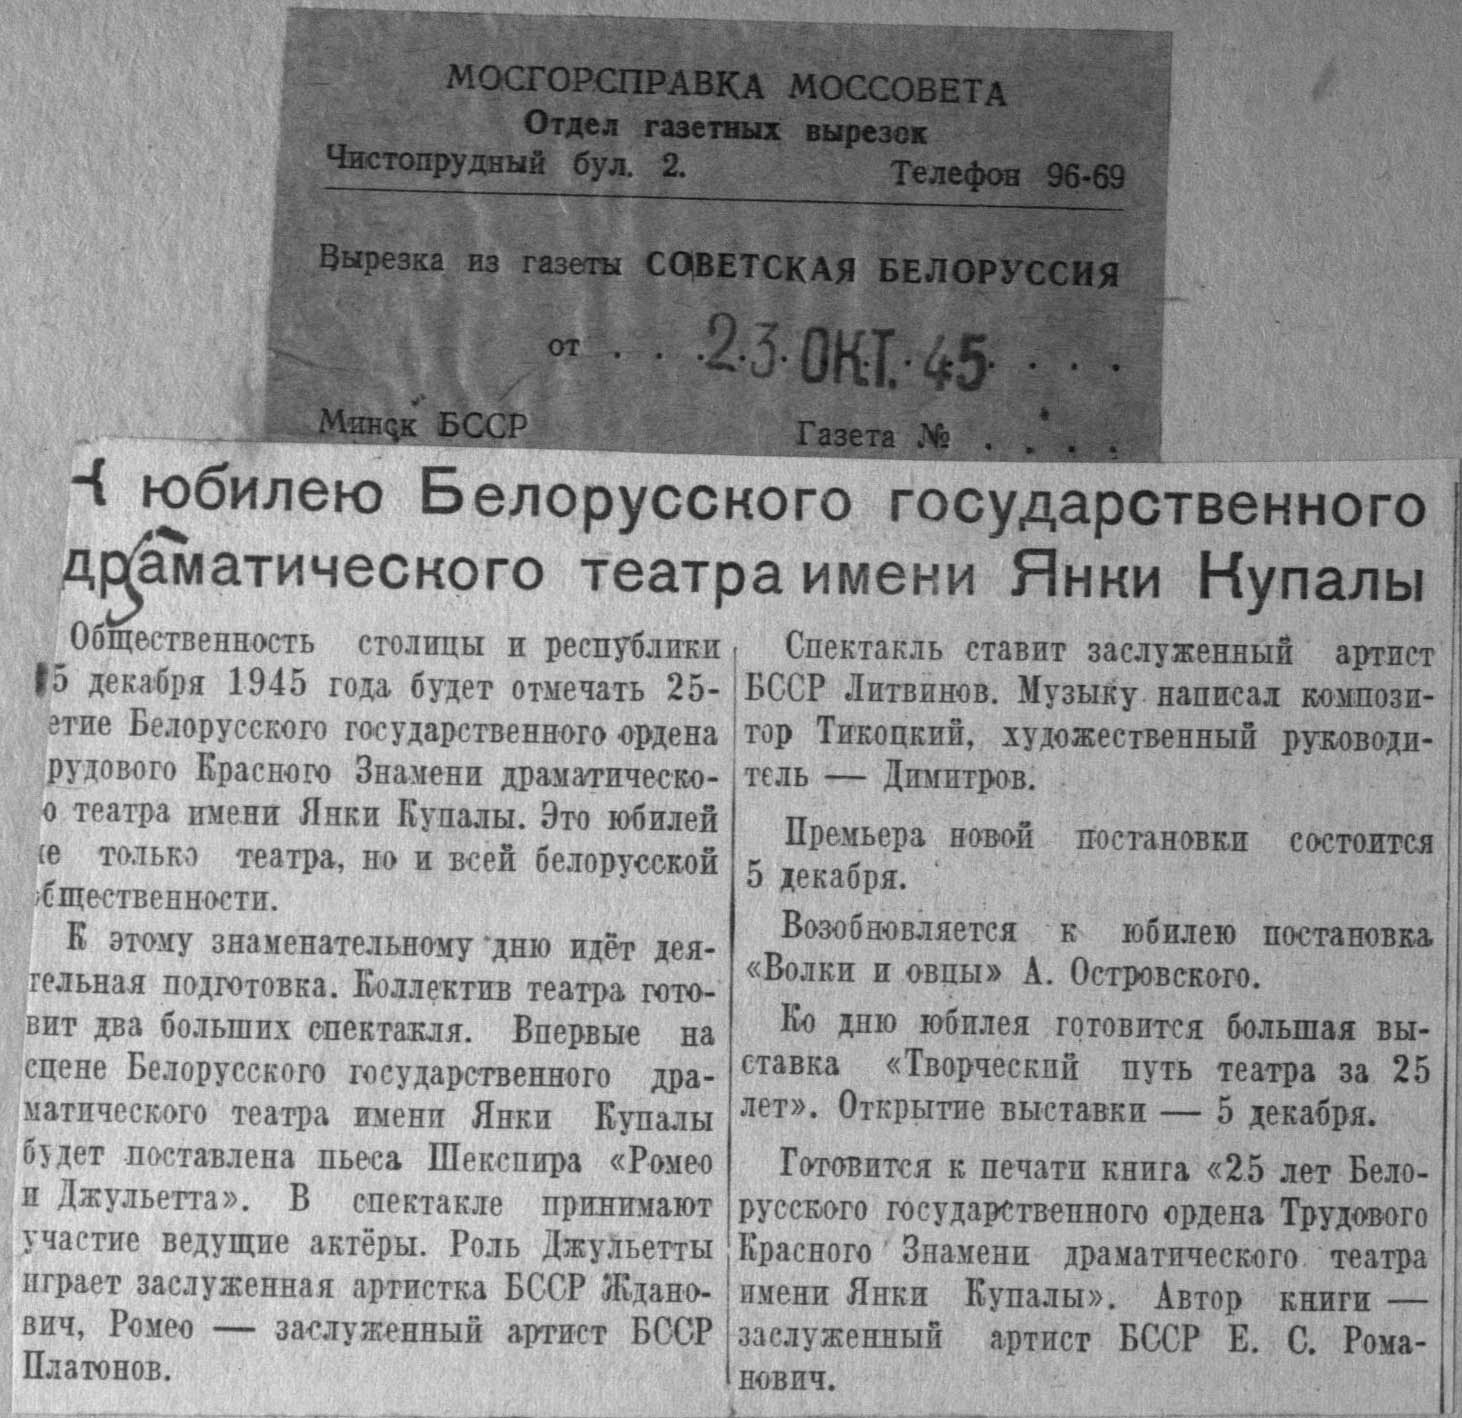 МОСГОРСПРАВКА МОССОВЕТА
Отдел газетных вырезок
Чистопрудный бул. 2. Телефон 96-69
Вырезка из газеты СОВЕТСКАЯ БЕЛОРУССИЯ
от . . . 23 ОКТ. 45 . . . .
Минск БССР Газета № . . . .
К юбилею Белорусского государственного
драматического театра имени Янки Купалы
Общественность столицы и республики
15 декабря 1945 года будет отмечать 25-
етие Белорусского государственного ордена
рудового Красного Знамени драматическо-
о театра имени Янки Купалы. Это юбилей
не только театра, но и всей белорусской
общественности.
К этому знаменательному дню идёт дея-
тельная подготовка. Коллектив театра гото-
вит два больших спектакля. Впервые на
сцене Белорусского государственного дра-
матического театра имени Янки Купалы
будет поставлена пьеса Шекспира «Ромео
и Джульетта». В спектакле принимают
участие ведущие актёры. Роль Джульетты
играет заслуженная артистка БССР Ждано-
вич, Ромео — заслуженный артист БССР
Платонов.
Спектакль ставит заслуженный артист
БССР Литвинов. Музыку написал компози-
тор Тикоцкий, художественный руководи-
тель — Димитров.
Премьера новой постановки состоится
5 декабря.
Возобновляется к юбилею постановка
«Волки и овцы» А. Островского.
Ко дню юбилея готовится большая вы-
ставка «Творческий путь театра за 25
лет». Открытие выставки — 5 декабря.
Готовится к печати книга «25 лет Бело-
русского государственного ордена Трудового
Красного Знамени драматического театра
имени Янки Купалы». Автор книги —
заслуженный артист БССР Е. С. Рома-
нович.